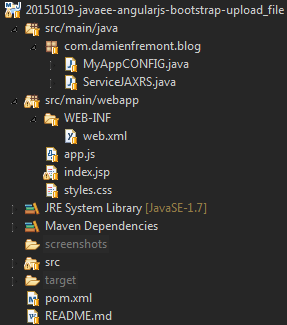 20151019-javaee-angularjs-bootstrap-upload_file
src/main/java
com.damienfremont.blog
MyAppCONFIG.java
ServiceJAXRS.java
src/main/webapp
WEB-INF
web.xml
app.js
index.jsp
styles.css
JRE System Library [JavaSE-1.7]
Maven Dependencies
screenshots
src
target
pom.xml
README.md